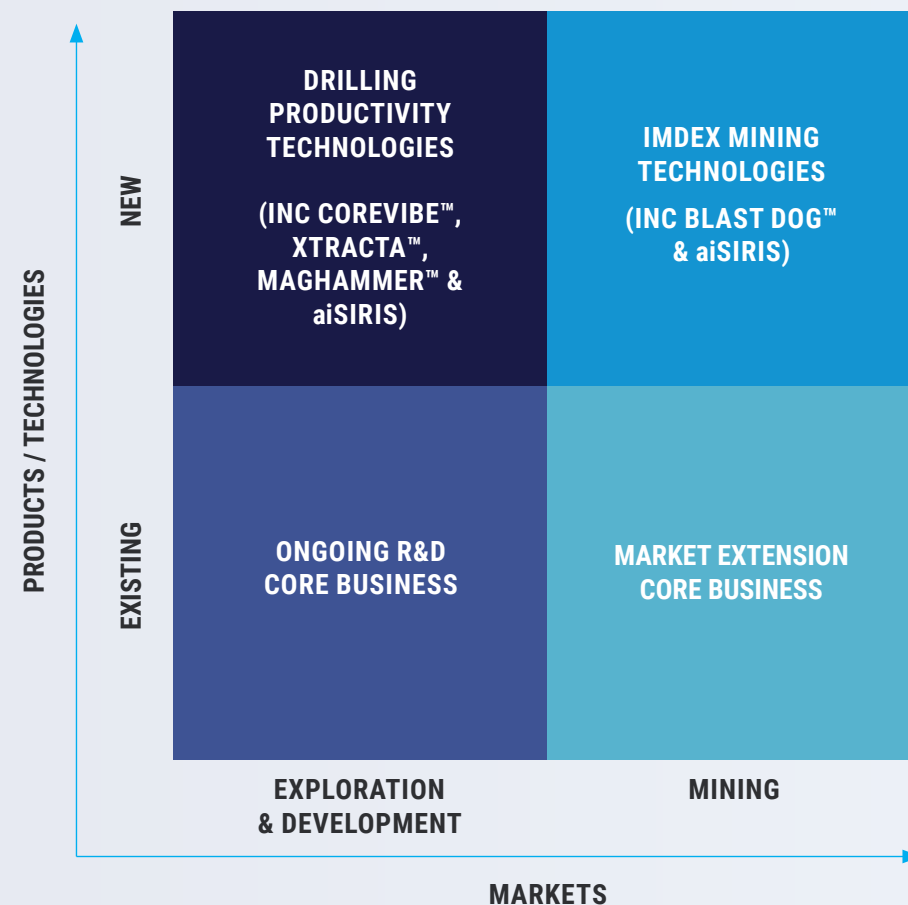 PRODUCTS / TECHNOLOGIES
NEW
DRILLING
PRODUCTIVITY
TECHNOLOGIES
(INC COREVIBE™,
XTRACTA™,
MAGHAMMER™ &
aiSIRIS)
IMDEX MINING
TECHNOLOGIES
(INC BLAST DOG™
& aiSIRIS)
EXISTING
ONGOING R&D
CORE BUSINESS
MARKET EXTENSION
CORE BUSINESS
EXPLORATION
& DEVELOPMENT
MINING
MARKETS